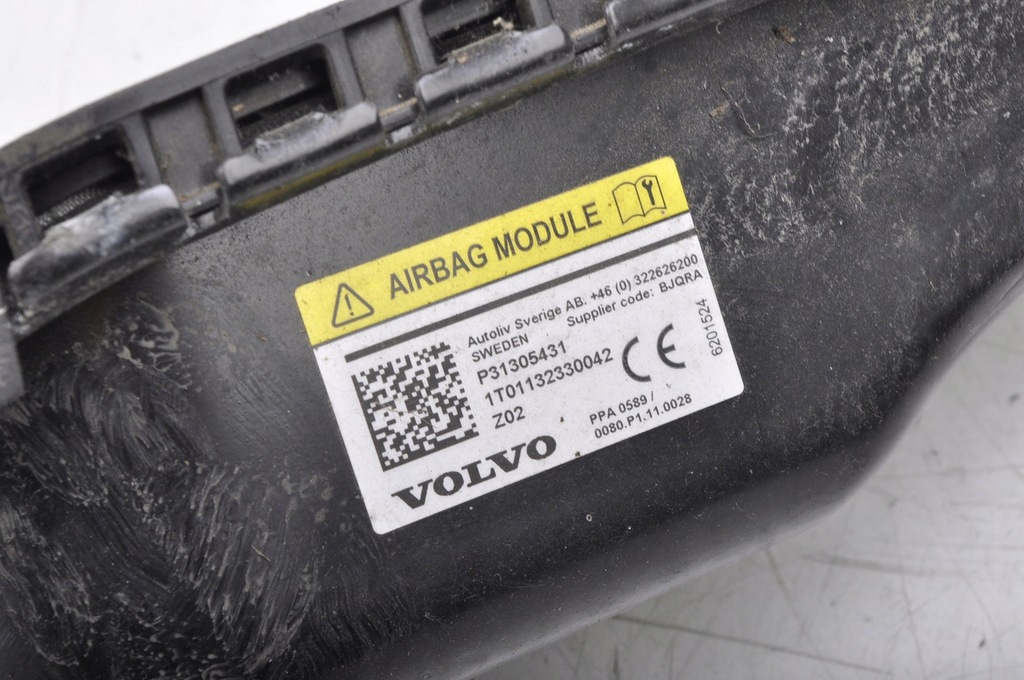 AIRBAG MODULE
Autoliv Sverige AB. +46 (0) 322626200
SWEDEN Supplier code: BJQRA
P31305431
1T01132330042
Z02
CE
6201524
PPA 0589 /
0080.P1.11.0028
VOLVO